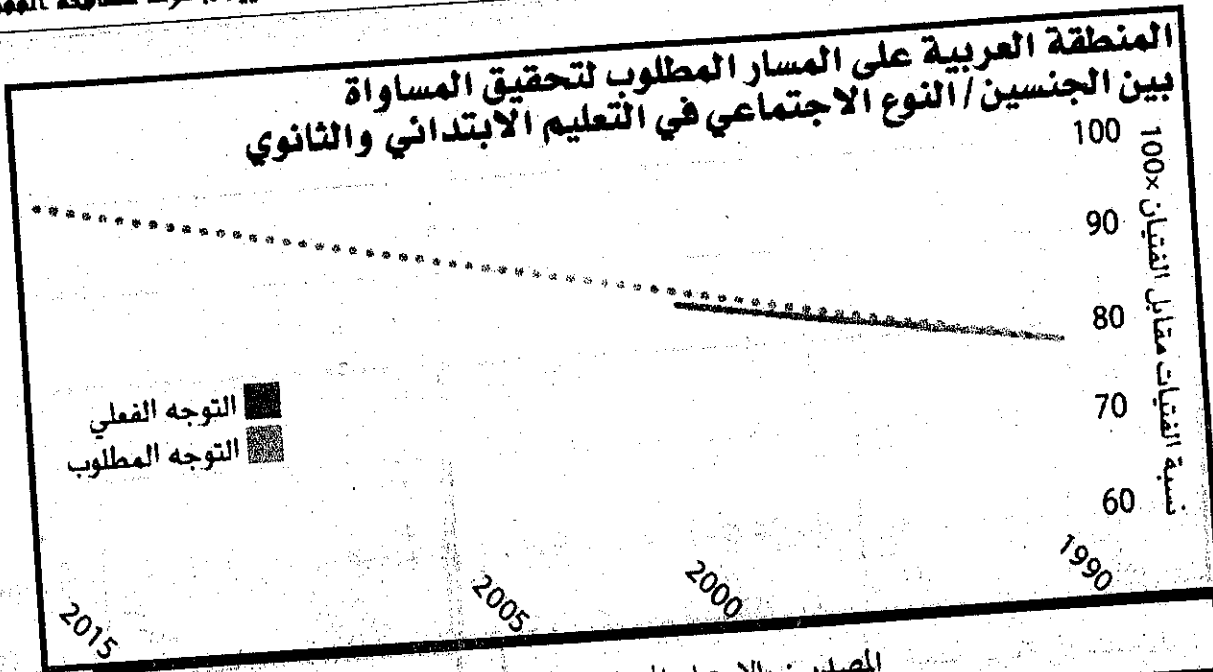 المنطقة العربية على المسار المطلوب لتحقيق المساواة
بين الجنسين / النوع الاجتماعي في التعليم الابتدائي والثانوي
نسبة الفتيات مقابل الفتيان ×100
100
90
80
70
60
التوجه الفعلي
التوجه المطلوب
1990
2000
2005
2015